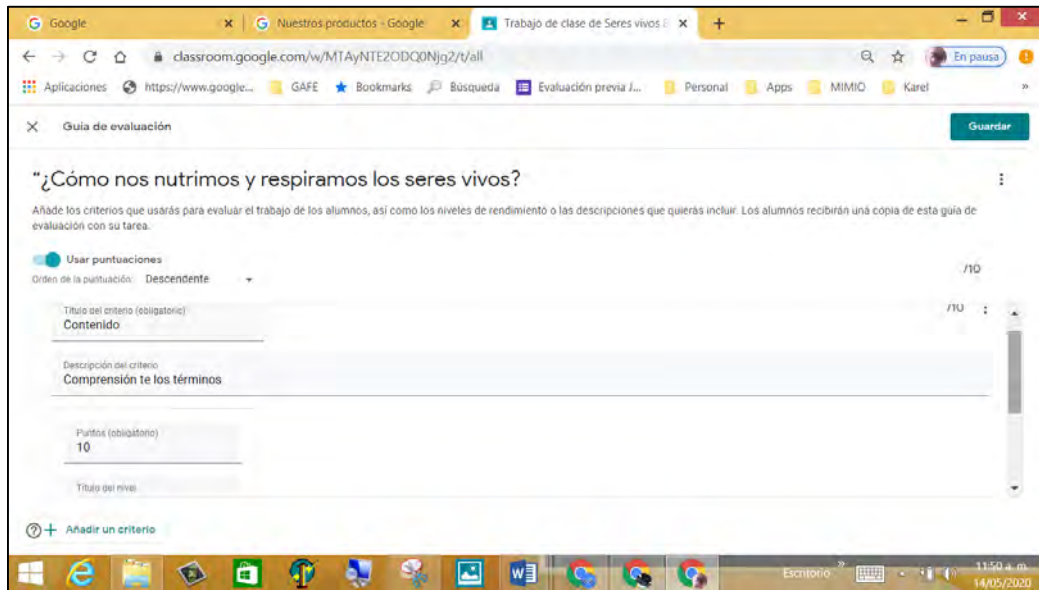 Google
Nuestros productos - Google
Trabajo de clase de Seres vivos
classroom.google.com/w/MTAyNTE2ODQ0Njg2/t/all
En pausa
Aplicaciones
https://www.google...
GAFE
Bookmarks
Búsqueda
Evaluación previa J...
Personal
Apps
MIMIO
Karel
»
Guía de evaluación
Guardar
"¿Cómo nos nutrimos y respiramos los seres vivos?
Añade los criterios que usarás para evaluar el trabajo de los alumnos, así como los niveles de rendimiento o las descripciones que quieras incluir. Los alumnos recibirán una copia de esta guía de
evaluación con su tarea.
Usar puntuaciones
/10
Orden de la puntuación: Descendente
Título del criterio (obligatorio)
/10
Contenido
Descripción del criterio
Comprensión te los términos
Puntos (obligatorio)
10
Título del nivel
+ Añadir un criterio
Escritorio
»
11:50 a. m.
14/05/2020